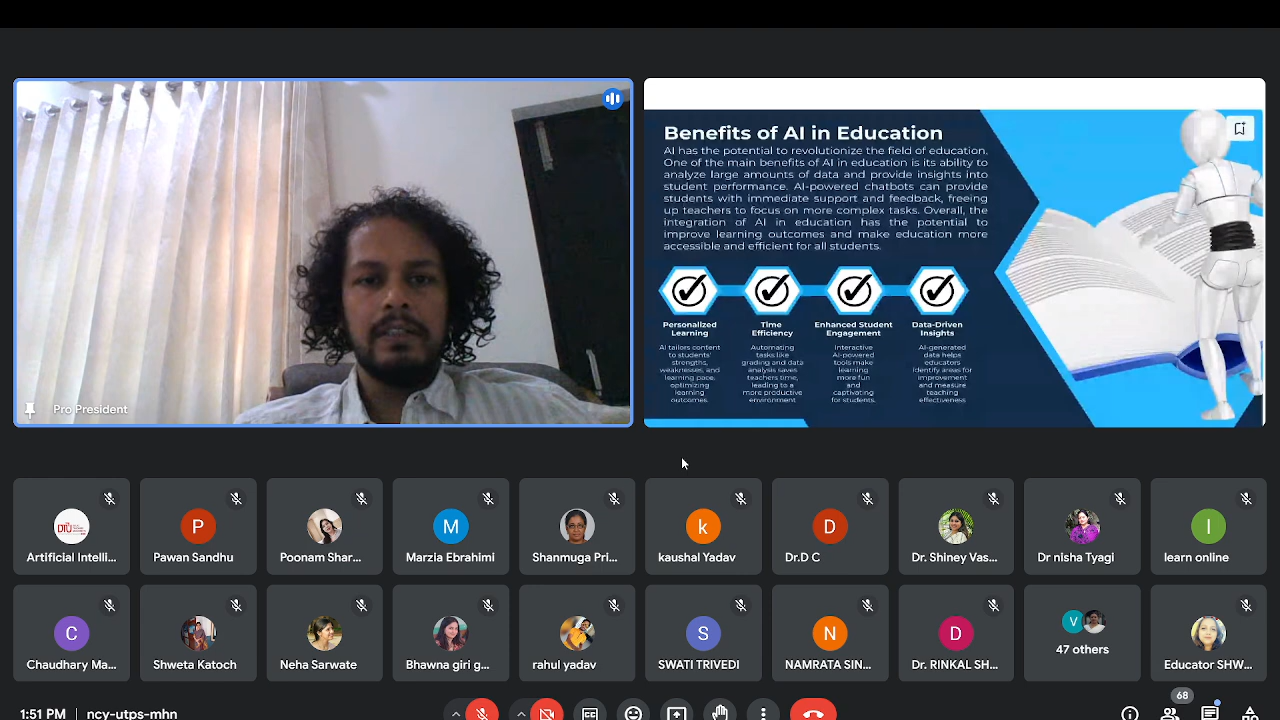 Benefits of AI in Education
AI has the potential to revolutionize the field of education.
One of the main benefits of AI in education is its ability to
analyze large amounts of data and provide insights into
student performance. AI-powered chatbots can provide
students with immediate support and feedback, freeing
up teachers to focus on more complex tasks. Overall, the
integration of AI in education has the potential to
improve learning outcomes and make education more
accessible and efficient for all students.
Personalized
Learning
AI tailors content
to students'
strengths,
weaknesses, and
learning pace,
optimizing
learning
outcomes.
Time
Efficiency
Automating
tasks like
grading and data
analysis saves
teachers time,
leading to a
more productive
environment
Enhanced Student
Engagement
Interactive
AI-powered
tools make
learning
more fun
and
captivating
for students.
Data-Driven
Insights
AI-generated
data helps
educators
identify areas for
improvement
and measure
teaching
effectiveness
Pro President
DTU
Artificial Intelli...
P
Pawan Sandhu
Poonam Shar...
M
Marzia Ebrahimi
Shanmuga Pri...
k
kaushal Yadav
D
Dr.D C
Dr. Shiney Vas...
Dr nisha Tyagi
l
learn online
C
Chaudhary Ma...
Shweta Katoch
Neha Sarwate
Bhawna giri g...
rahul yadav
S
SWATI TRIVEDI
N
NAMRATA SIN...
D
Dr. RINKAL SH...
V
47 others
Educator SHW...
1:51 PM | ncy-utps-mhn
68